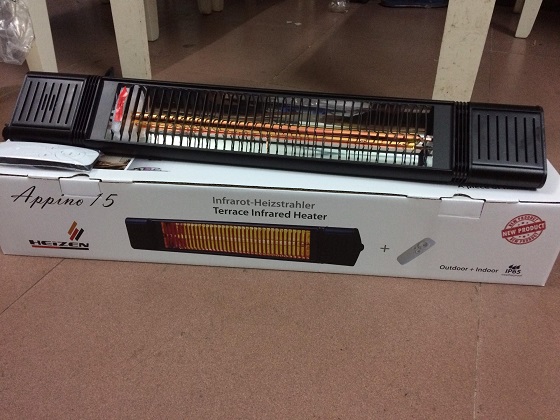 Appino 15
HEIZEN
Infrarot-Heizstrahler
Terrace Infrared Heater
+
NEW PRODUCT
Outdoor + Indoor
IP65